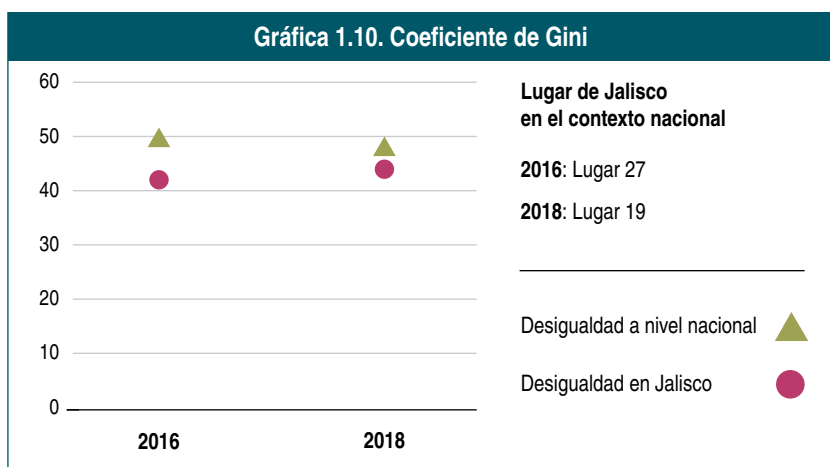 Gráfica 1.10. Coeficiente de Gini
60
50
40
30
20
10
0
2016
2018
Lugar de Jalisco
en el contexto nacional
2016: Lugar 27
2018: Lugar 19
Desigualdad a nivel nacional
Desigualdad en Jalisco